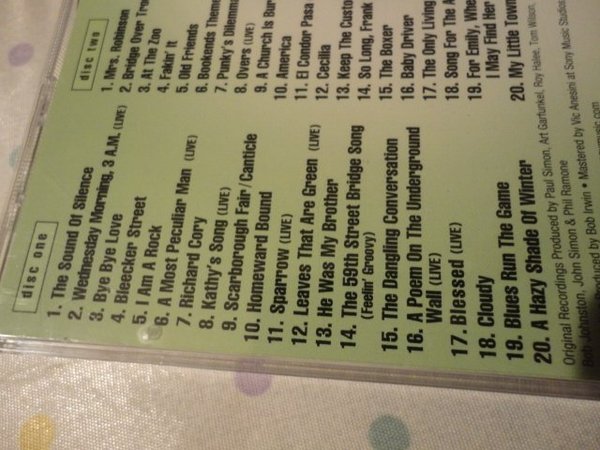 disc one
1. The Sound Of Silence
2. Wednesday Morning, 3 A.M. (LIVE)
3. Bye Bye Love
4. Bleecker Street
5. I Am A Rock
6. A Most Peculiar Man (LIVE)
7. Richard Cory
8. Kathy's Song (LIVE)
9. Scarborough Fair/Canticle
10. Homeward Bound
11. Sparrow (LIVE)
12. Leaves That Are Green (LIVE)
13. He Was My Brother
14. The 59th Street Bridge Song
(Feelin' Groovy)
15. The Dangling Conversation
16. A Poem On The Underground
Wall (LIVE)
17. Blessed (LIVE)
18. Cloudy
19. Blues Run The Game
20. A Hazy Shade Of Winter
disc two
1. Mrs. Robinson
2. Bridge Over Tro
3. At The Zoo
4. Fakin' It
5. Old Friends
6. Bookends Theme
7. Punky's Dilemma
8. Overs (LIVE)
9. A Church Is Bur
10. America
11. El Condor Pasa
12. Cecilia
13. Keep The Custo
14. So Long, Frank
15. The Boxer
16. Baby Driver
17. The Only Living
18. Song For The A
19. For Emily, Whe
I May Find Her
20. My Little Town
Original Recordings Produced by Paul Simon, Art Garfunkel, Roy Halee, Tom Wilson,
Bob Johnston, John Simon & Phil Ramone
Produced by Bob Irwin • Mastered by Vic Anesini at Sony Music Studios